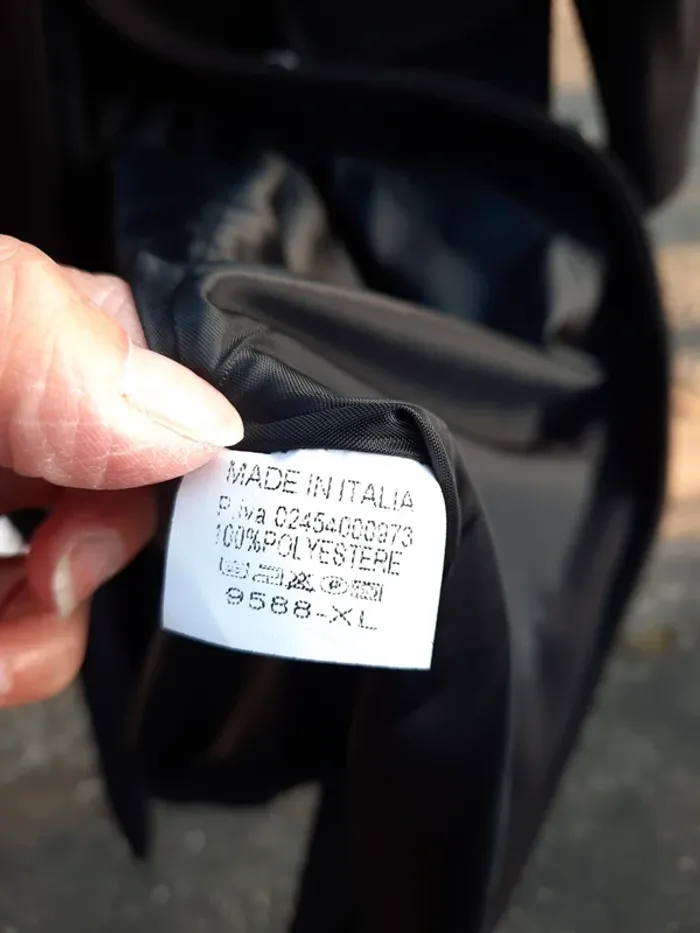 MADE IN ITALIA
P.iva 02454000973
100%POLYESTERE
9588-XL